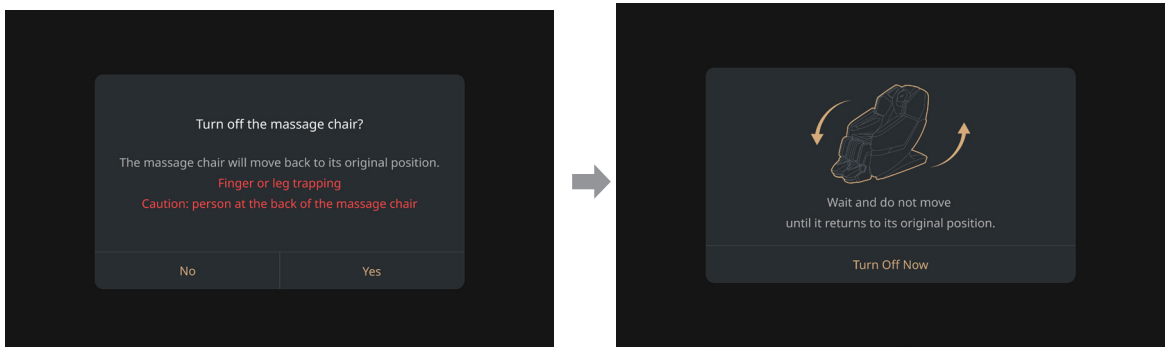 Turn off the massage chair?
The massage chair will move back to its original position.
Finger or leg trapping
Caution: person at the back of the massage chair
No
Yes
Wait and do not move
until it returns to its original position.
Turn Off Now